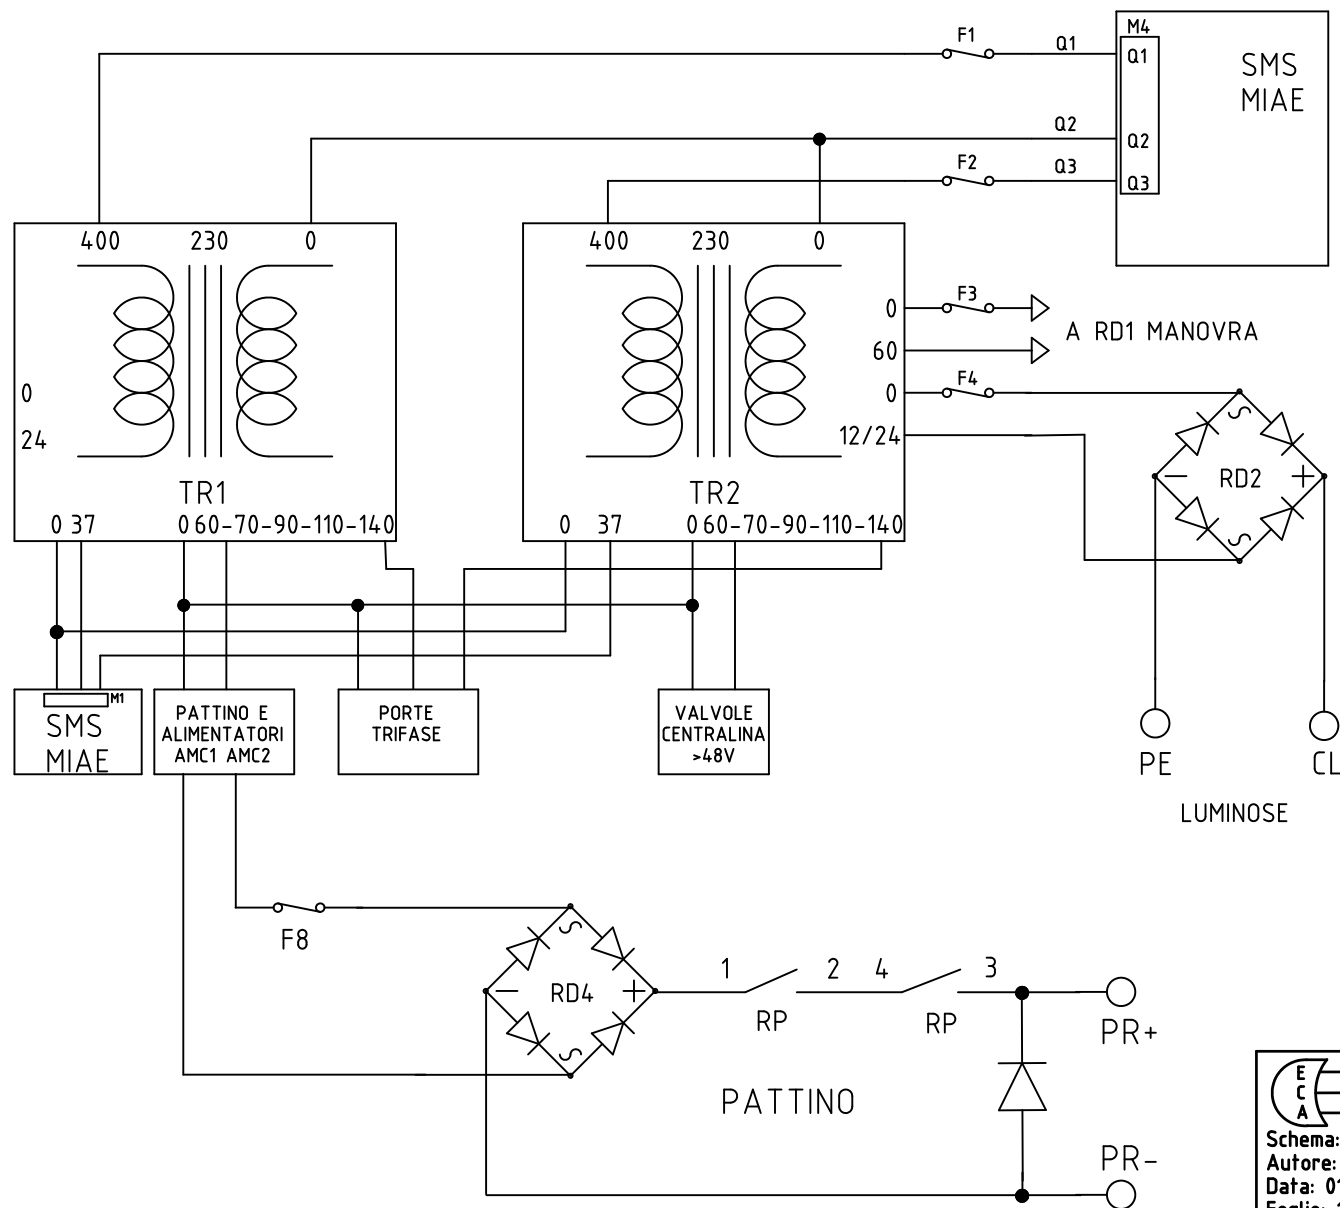 F1
Q1
M4
Q1
SMS
MIAE
Q2
Q2
F2
Q3
Q3
400 230 0
400 230 0
0
F3
A RD1 MANOVRA
60
0
24
0
F4
12/24
S
RD2
- +
S
TR1
TR2
0 37 0 60-70-90-110-140
0 37 0 60-70-90-110-140
M1
SMS
MIAE
PATTINO E
ALIMENTATORI
AMC1 AMC2
PORTE
TRIFASE
VALVOLE
CENTRALINA
>48V
PE
CL
LUMINOSE
F8
S
RD4
- +
S
1 2 4 3
RP RP
PR+
PATTINO
PR-
E
C
A
Schema:
Autore:
Data: 01